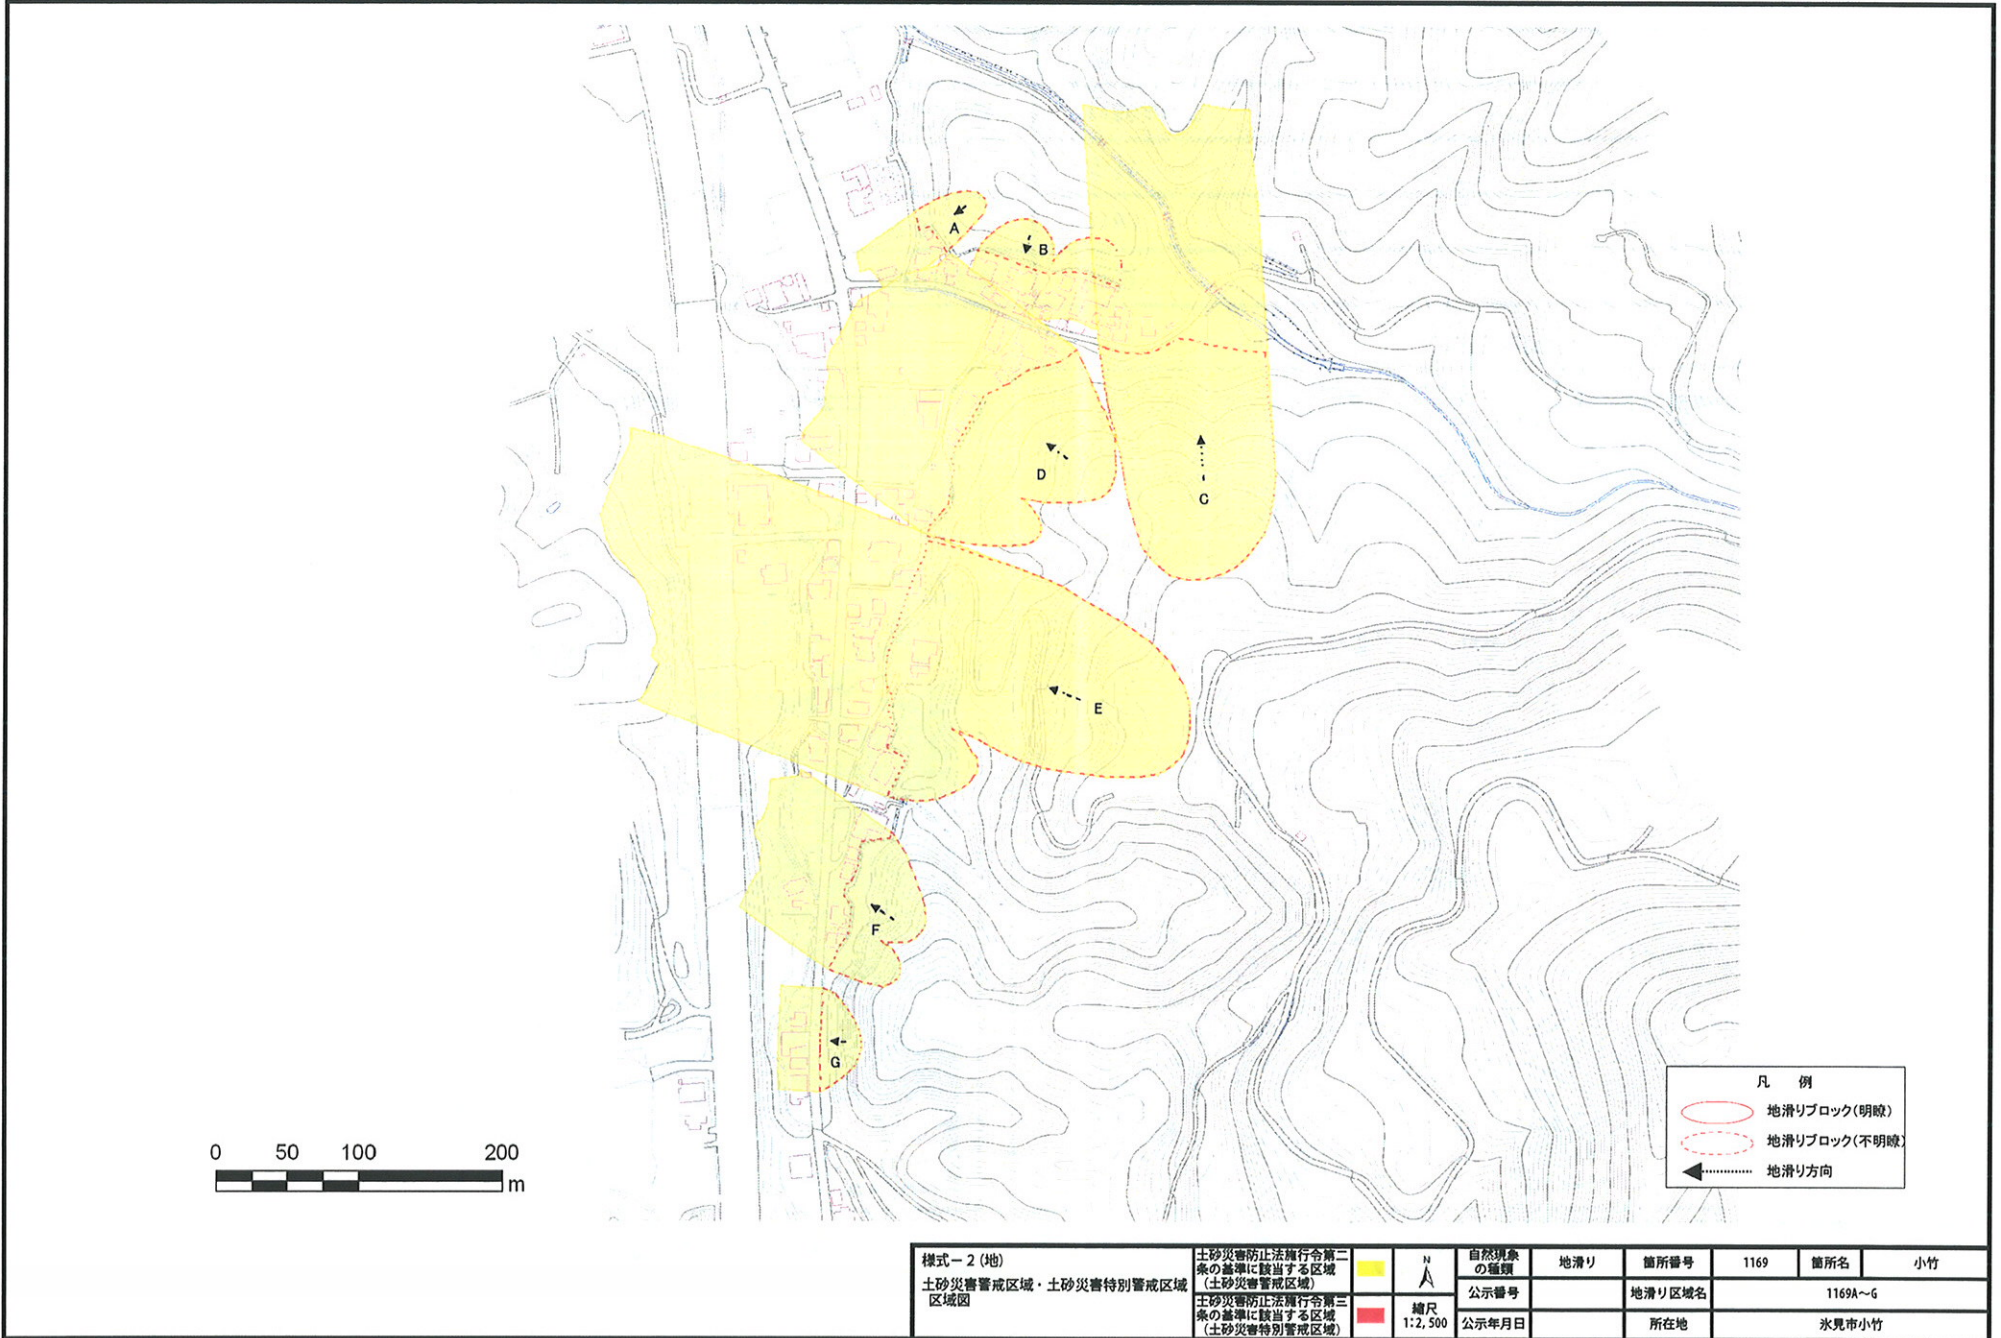 A
B
C
D
E
F
G
凡 例
地滑りブロック(明瞭)
地滑りブロック(不明瞭)
地滑り方向
0 50 100 200
m
様式-2(地)
土砂災害警戒区域・土砂災害特別警戒区域
区域図
土砂災害防止法施行令第二
条の基準に該当する区域
(土砂災害警戒区域)
土砂災害防止法施行令第三
条の基準に該当する区域
(土砂災害特別警戒区域)
N
縮尺
1:2,500
自然現象
の種類
地滑り
箇所番号
1169
箇所名
小竹
公示番号
地滑り区域名
1169A~G
公示年月日
所在地
氷見市小竹